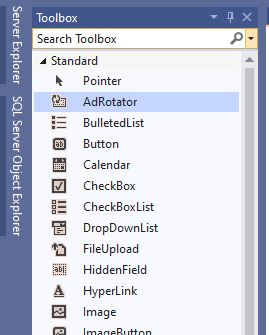 Server Explorer
SQL Server Object Explorer
Toolbox
Search Toolbox
Standard
Pointer
AdRotator
BulletedList
Button
Calendar
CheckBox
CheckBoxList
DropDownList
FileUpload
HiddenField
HyperLink
Image
ImageButton